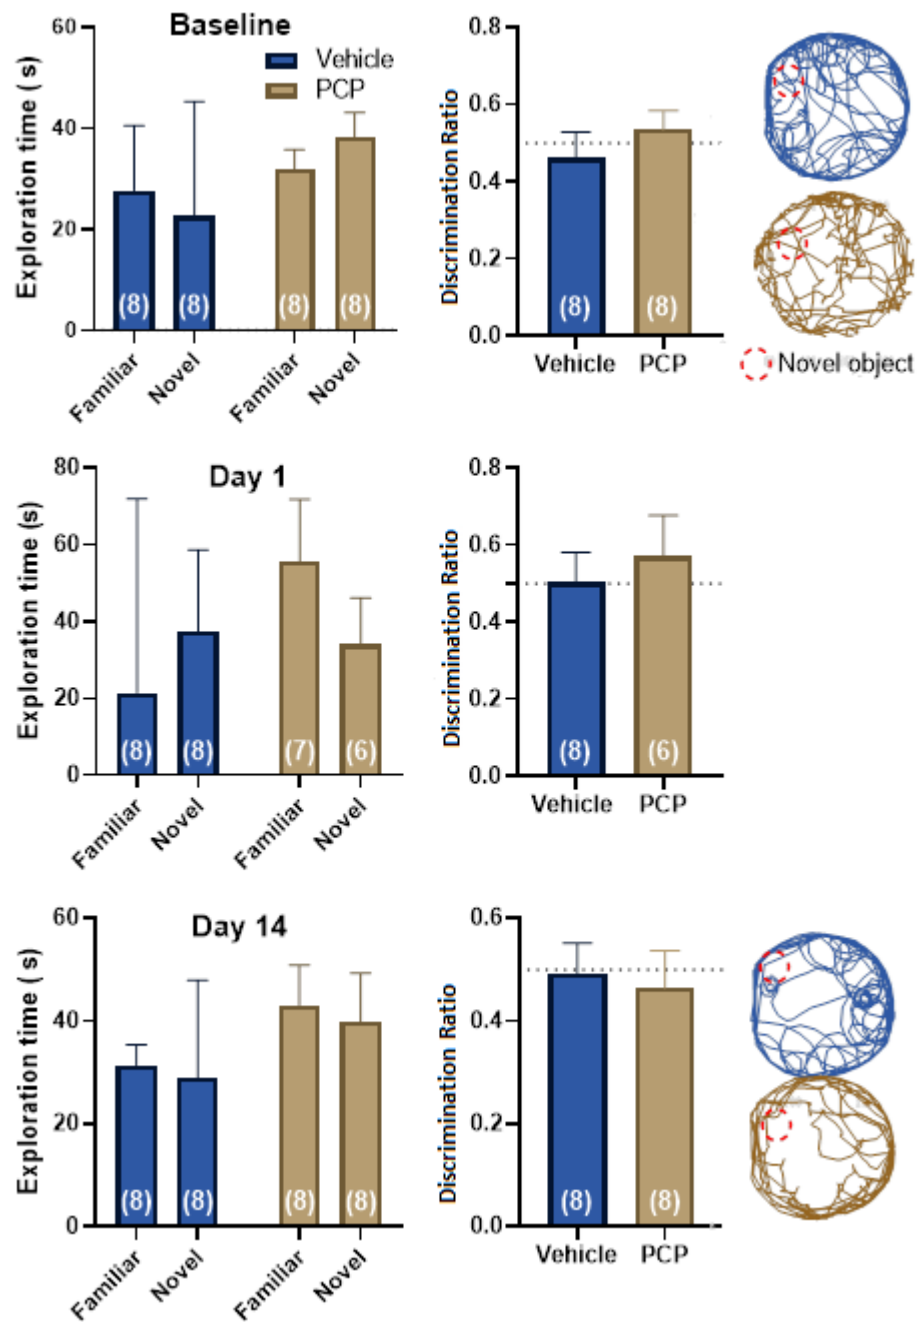 Baseline
Exploration time ( s)
60
40
20
0
Vehicle
PCP
(8)
(8)
(8)
(8)
Familiar
Novel
Familiar
Novel
Discrimination Ratio
0.8
0.6
0.4
0.2
0.0
(8)
(8)
Vehicle
PCP
Novel object
Day 1
Exploration time (s)
80
60
40
20
0
(8)
(8)
(7)
(6)
Familiar
Novel
Familiar
Novel
Discrimination Ratio
0.8
0.6
0.4
0.2
0.0
(8)
(6)
Vehicle
PCP
Day 14
Exploration time ( s)
60
40
20
0
(8)
(8)
(8)
(8)
Familiar
Novel
Familiar
Novel
Discrimination Ratio
0.6
0.4
0.2
0.0
(8)
(8)
Vehicle
PCP